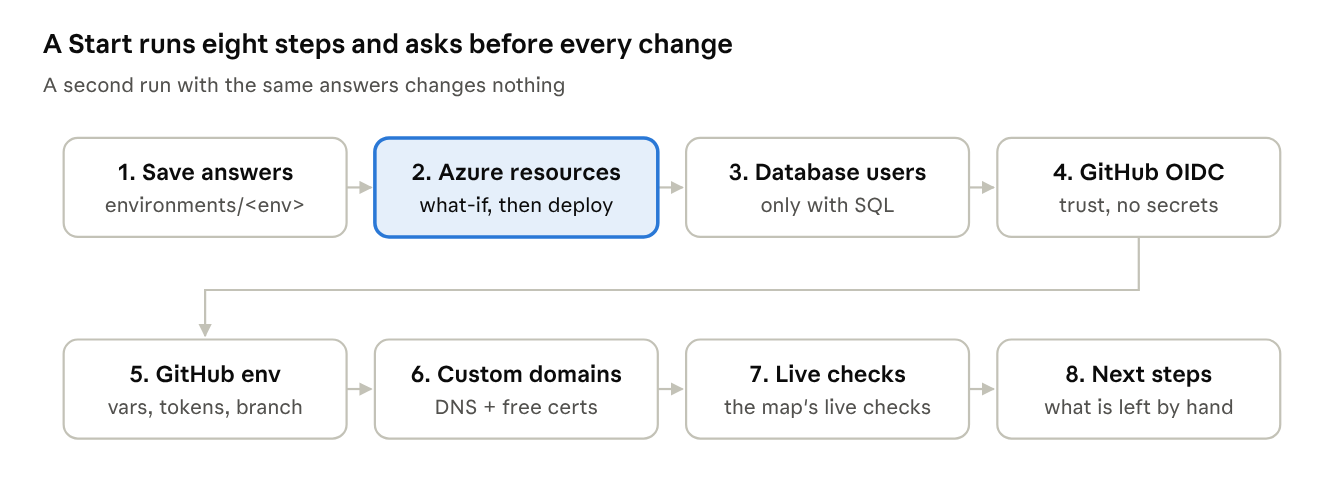 A Start runs eight steps and asks before every change
A second run with the same answers changes nothing
1. Save answers
environments/<env>
2. Azure resources
what-if, then deploy
3. Database users
only with SQL
4. GitHub OIDC
trust, no secrets
5. GitHub env
vars, tokens, branch
6. Custom domains
DNS + free certs
7. Live checks
the map's live checks
8. Next steps
what is left by hand